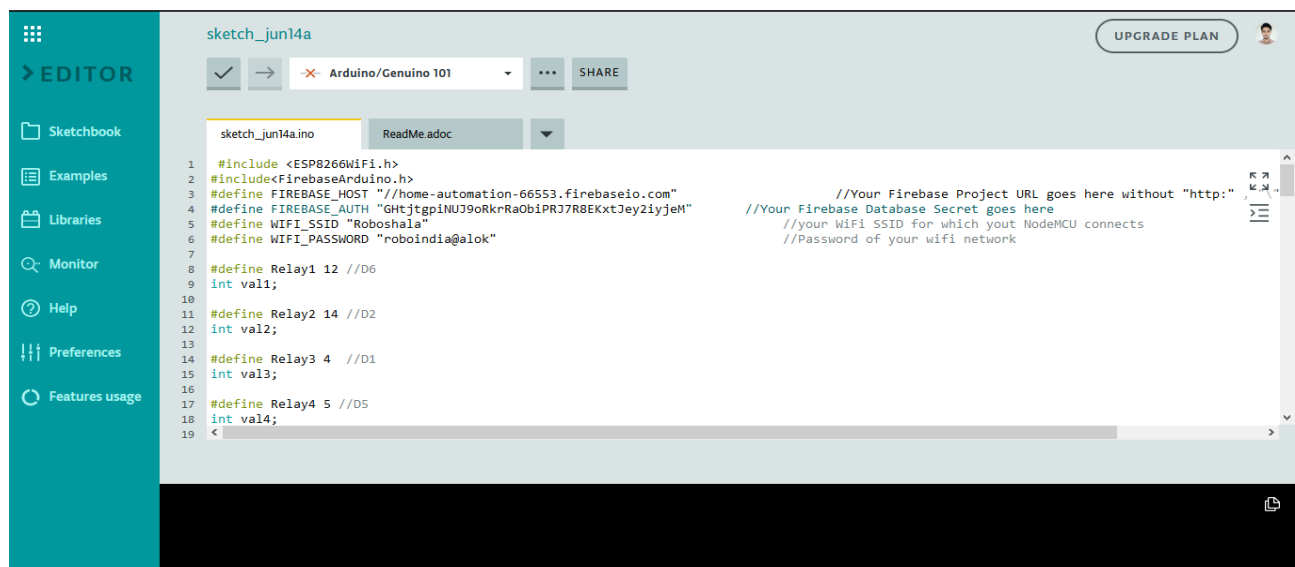 sketch_jun14a
UPGRADE PLAN
EDITOR
Arduino/Genuino 101
SHARE
Sketchbook
Examples
Libraries
Monitor
Help
Preferences
Features usage
sketch_jun14a.ino
ReadMe.adoc
1 #include <ESP8266WiFi.h>
2 #include<FirebaseArduino.h>
3 #define FIREBASE_HOST "//home-automation-66553.firebaseio.com" //Your Firebase Project URL goes here without "http:" , "\"
4 #define FIREBASE_AUTH "GHtjtgpiNUJ9oRkrRaObiPRJ7R8EKxtJey2iyjeM" //Your Firebase Database Secret goes here
5 #define WIFI_SSID "Roboshala" //your WiFi SSID for which yout NodeMCU connects
6 #define WIFI_PASSWORD "roboindia@alok" //Password of your wifi network
7
8 #define Relay1 12 //D6
9 int val1;
10
11 #define Relay2 14 //D2
12 int val2;
13
14 #define Relay3 4 //D1
15 int val3;
16
17 #define Relay4 5 //D5
18 int val4;
19